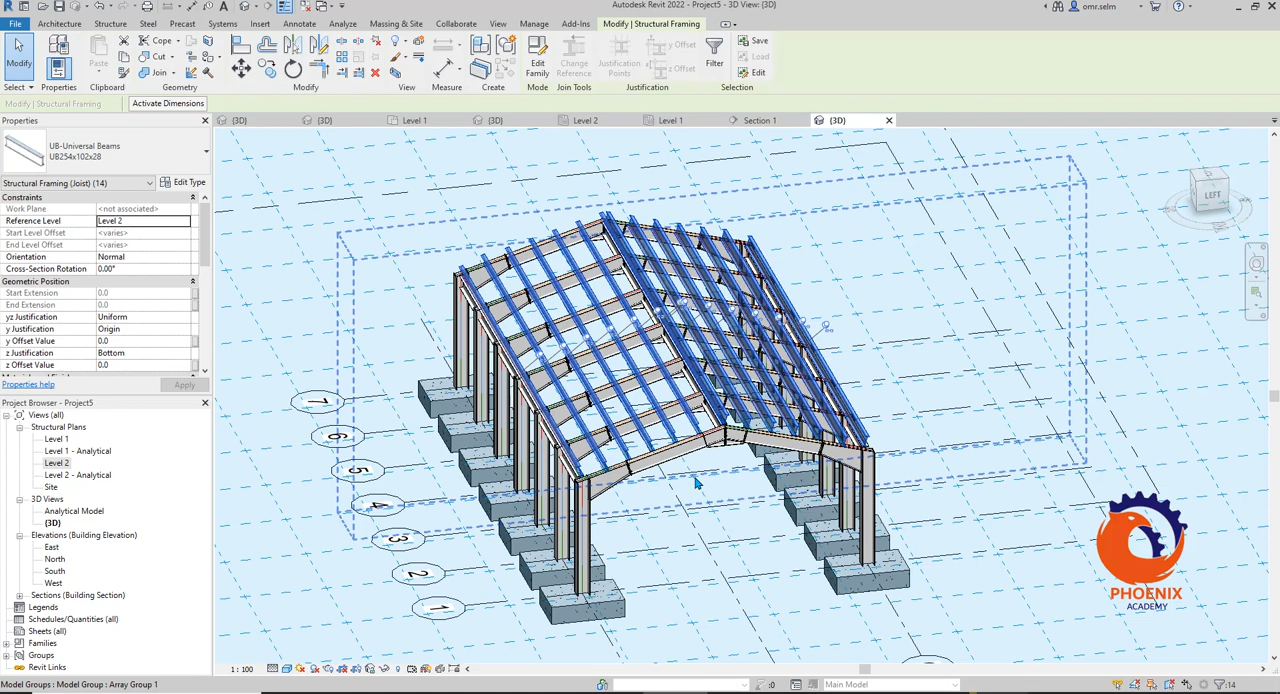 Autodesk Revit 2022 - Project5 - 3D View: {3D}
omr.selm
File Architecture Structure Steel Precast Systems Insert Annotate Analyze Massing & Site Collaborate View Manage Add-Ins Modify | Structural Framing
Modify
Paste
Cope
Cut
Join
Edit Family
Change Reference
Justification Points
y Offset
z Offset
Filter
Save
Load
Edit
Select Properties Clipboard Geometry Modify View Measure Create Mode Join Tools Justification Selection
Modify | Structural Framing Activate Dimensions
Properties
{3D} {3D} Level 1 {3D} Level 2 Level 1 Section 1 {3D}
UB-Universal Beams
UB254x102x28
Structural Framing (Joist) (14) Edit Type
Constraints
Work Plane <not associated>
Reference Level Level 2
Start Level Offset <varies>
End Level Offset <varies>
Orientation Normal
Cross-Section Rotation 0.00°
Geometric Position
Start Extension 0.0
End Extension 0.0
yz Justification Uniform
y Justification Origin
y Offset Value 0.0
z Justification Bottom
z Offset Value 0.0
Properties help Apply
Project Browser - Project5
Views (all)
Structural Plans
Level 1
Level 1 - Analytical
Level 2
Level 2 - Analytical
Site
3D Views
Analytical Model
{3D}
Elevations (Building Elevation)
East
North
South
West
Sections (Building Section)
Legends
Schedules/Quantities (all)
Sheets (all)
Families
Groups
Revit Links
LEFT
7
6
5
4
3
2
1
PHOENIX
ACADEMY
1 : 100
Model Groups : Model Group : Array Group 1
:0
Main Model
:14